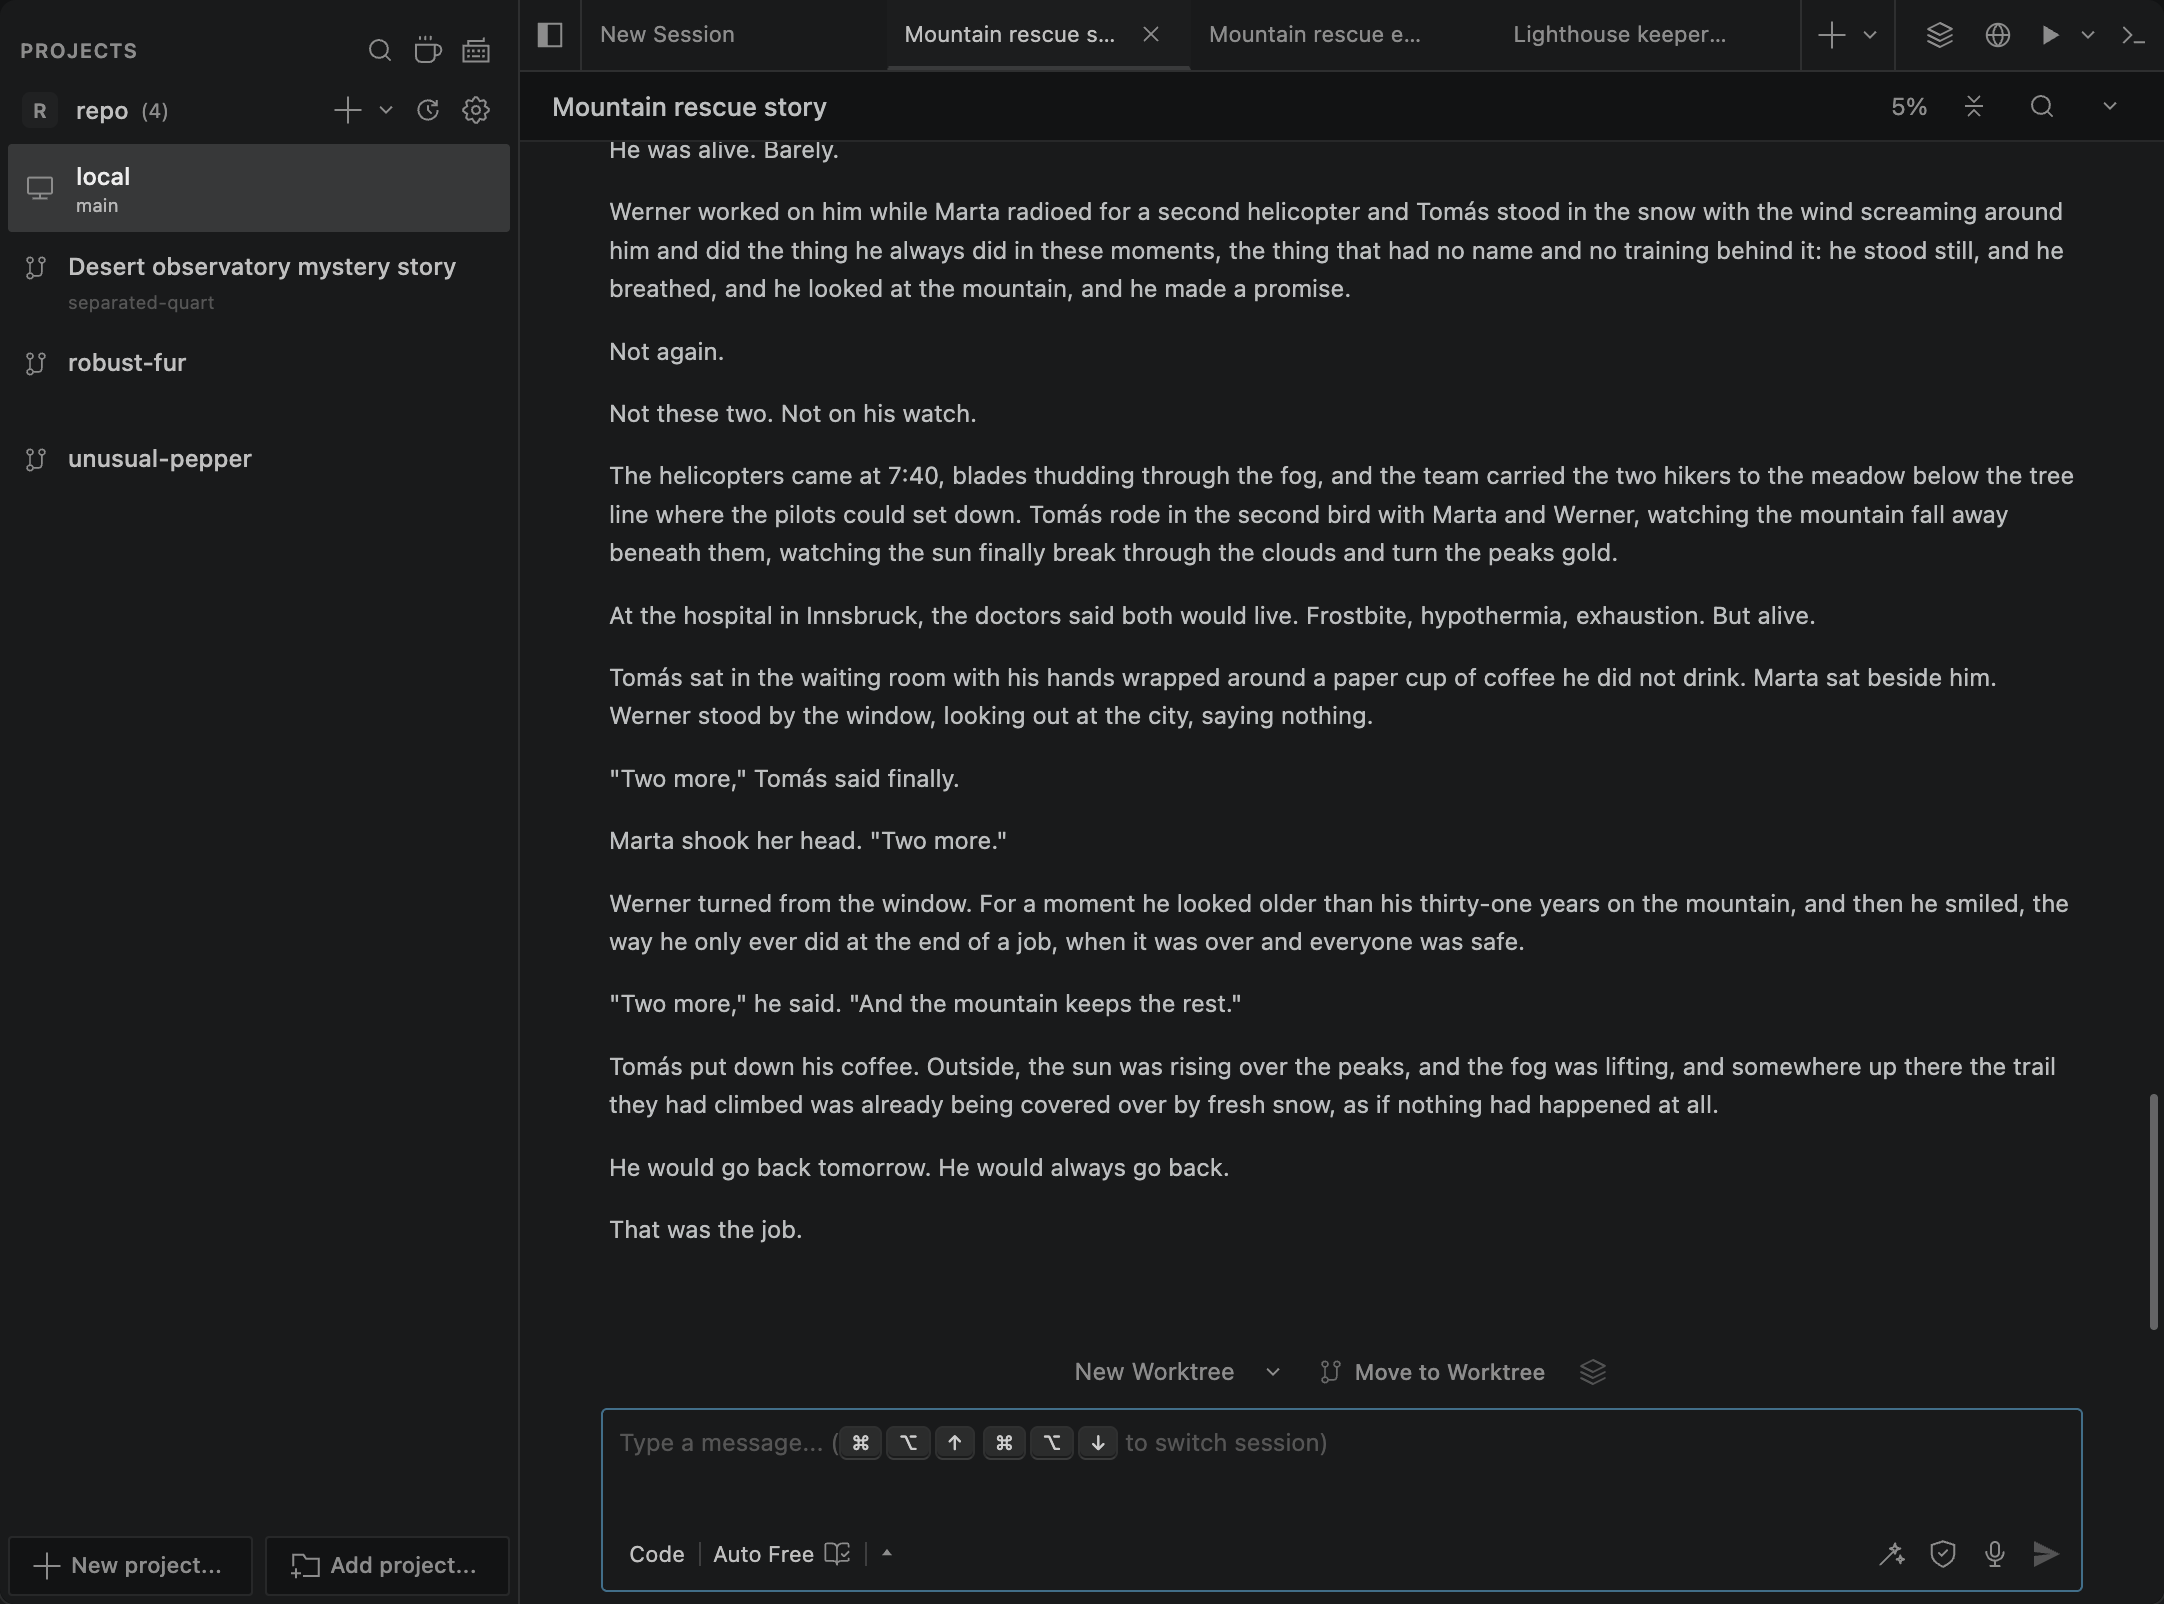 PROJECTS
R repo (4)
local
main
Desert observatory mystery story
separated-quart
robust-fur
unusual-pepper
New project...
Add project...
New Session
Mountain rescue s...
Mountain rescue e...
Lighthouse keeper...
Mountain rescue story
5%
He was alive. Barely.
Werner worked on him while Marta radioed for a second helicopter and Tomás stood in the snow with the wind screaming around
him and did the thing he always did in these moments, the thing that had no name and no training behind it: he stood still, and he
breathed, and he looked at the mountain, and he made a promise.
Not again.
Not these two. Not on his watch.
The helicopters came at 7:40, blades thudding through the fog, and the team carried the two hikers to the meadow below the tree
line where the pilots could set down. Tomás rode in the second bird with Marta and Werner, watching the mountain fall away
beneath them, watching the sun finally break through the clouds and turn the peaks gold.
At the hospital in Innsbruck, the doctors said both would live. Frostbite, hypothermia, exhaustion. But alive.
Tomás sat in the waiting room with his hands wrapped around a paper cup of coffee he did not drink. Marta sat beside him.
Werner stood by the window, looking out at the city, saying nothing.
"Two more," Tomás said finally.
Marta shook her head. "Two more."
Werner turned from the window. For a moment he looked older than his thirty-one years on the mountain, and then he smiled, the
way he only ever did at the end of a job, when it was over and everyone was safe.
"Two more," he said. "And the mountain keeps the rest."
Tomás put down his coffee. Outside, the sun was rising over the peaks, and the fog was lifting, and somewhere up there the trail
they had climbed was already being covered over by fresh snow, as if nothing had happened at all.
He would go back tomorrow. He would always go back.
That was the job.
New Worktree
Move to Worktree
Type a message... (⌘ ⌥ ↑ ⌘ ⌥ ↓ to switch session)
Code
Auto Free